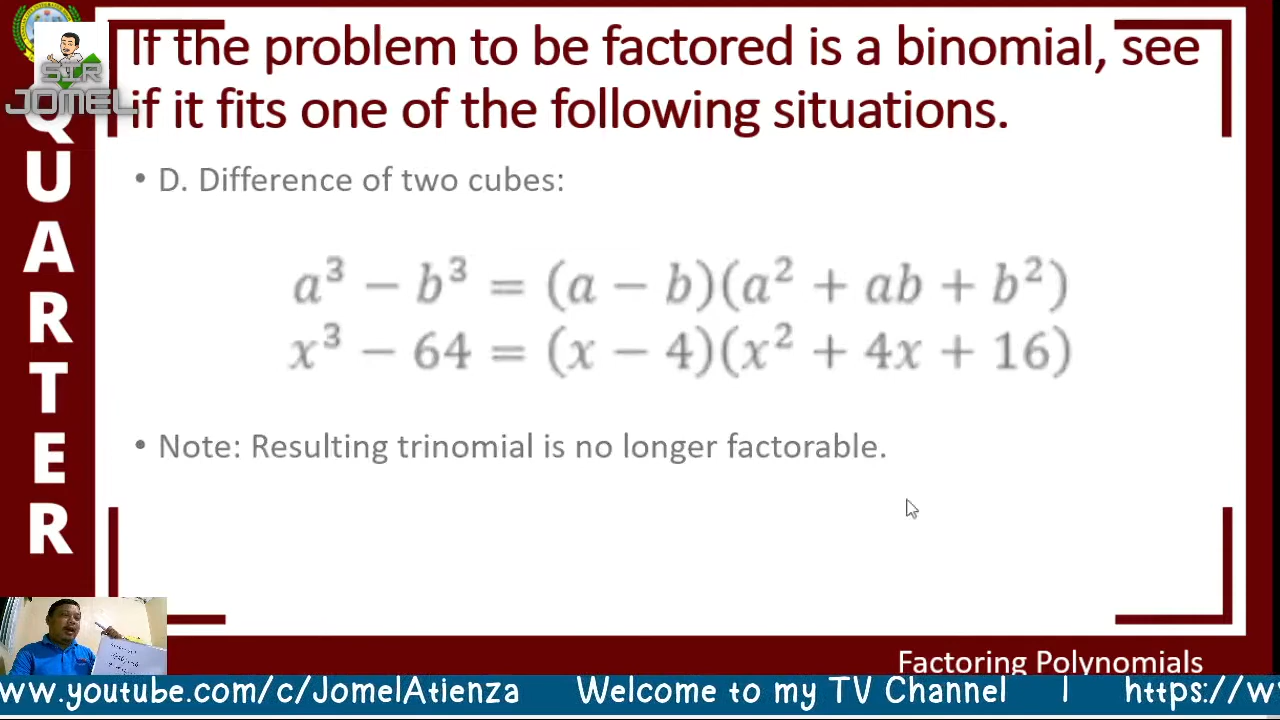 If the problem to be factored is a binomial, see
if it fits one of the following situations.
SIR
JOMEL
QUARTER
• D. Difference of two cubes:
a³ − b³ = (a − b)(a² + ab + b²)
x³ − 64 = (x − 4)(x² + 4x + 16)
• Note: Resulting trinomial is no longer factorable.
Factoring Polynomials
www.youtube.com/c/JomelAtienza Welcome to my TV Channel | https://w